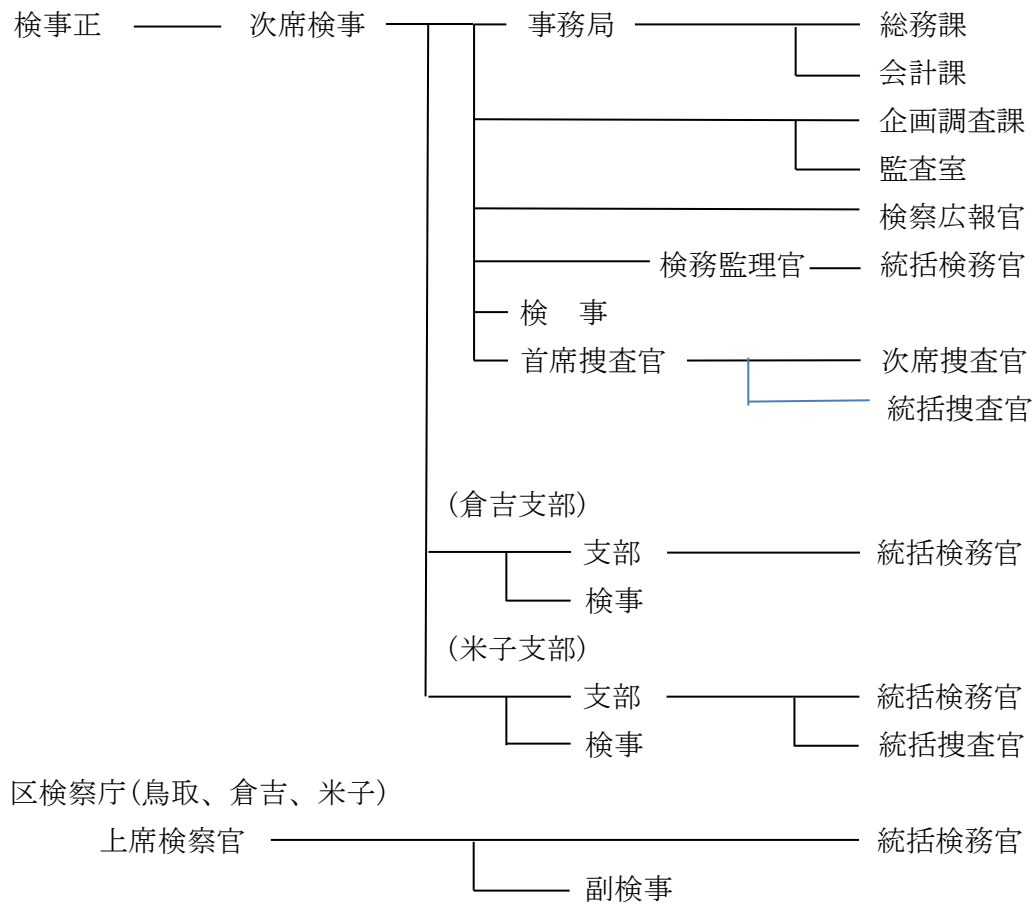 検事正 次席検事 事務局 総務課
会計課
企画調査課
監査室
検察広報官
検務監理官 統括検務官
検 事
首席捜査官 次席捜査官
統括捜査官
(倉吉支部)
支部 統括検務官
検事
(米子支部)
支部 統括検務官
検事 統括捜査官
区検察庁(鳥取、倉吉、米子)
上席検察官 統括検務官
副検事